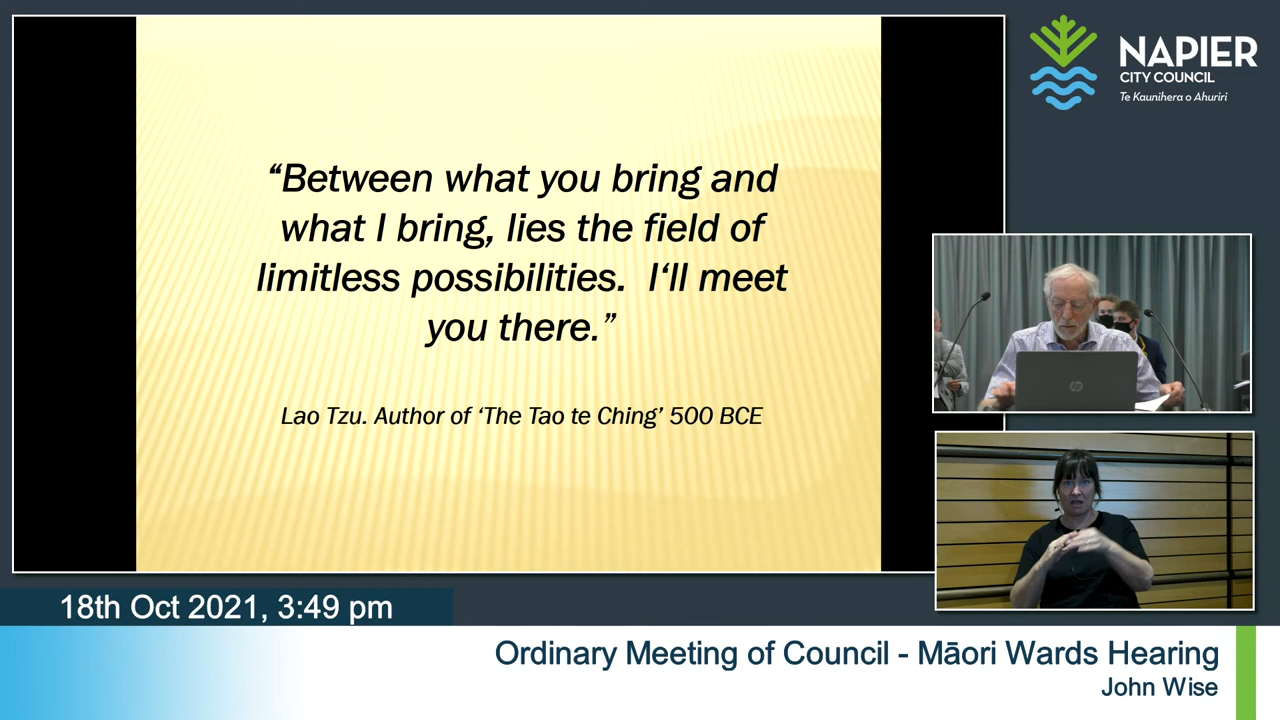 “Between what you bring and
what I bring, lies the field of
limitless possibilities.  I‘ll meet
you there.”
Lao Tzu. Author of ‘The Tao te Ching’ 500 BCE
NAPIER
CITY COUNCIL
Te Kaunihera o Ahuriri
hp
18th Oct 2021, 3:49 pm
Ordinary Meeting of Council - Māori Wards Hearing
John Wise